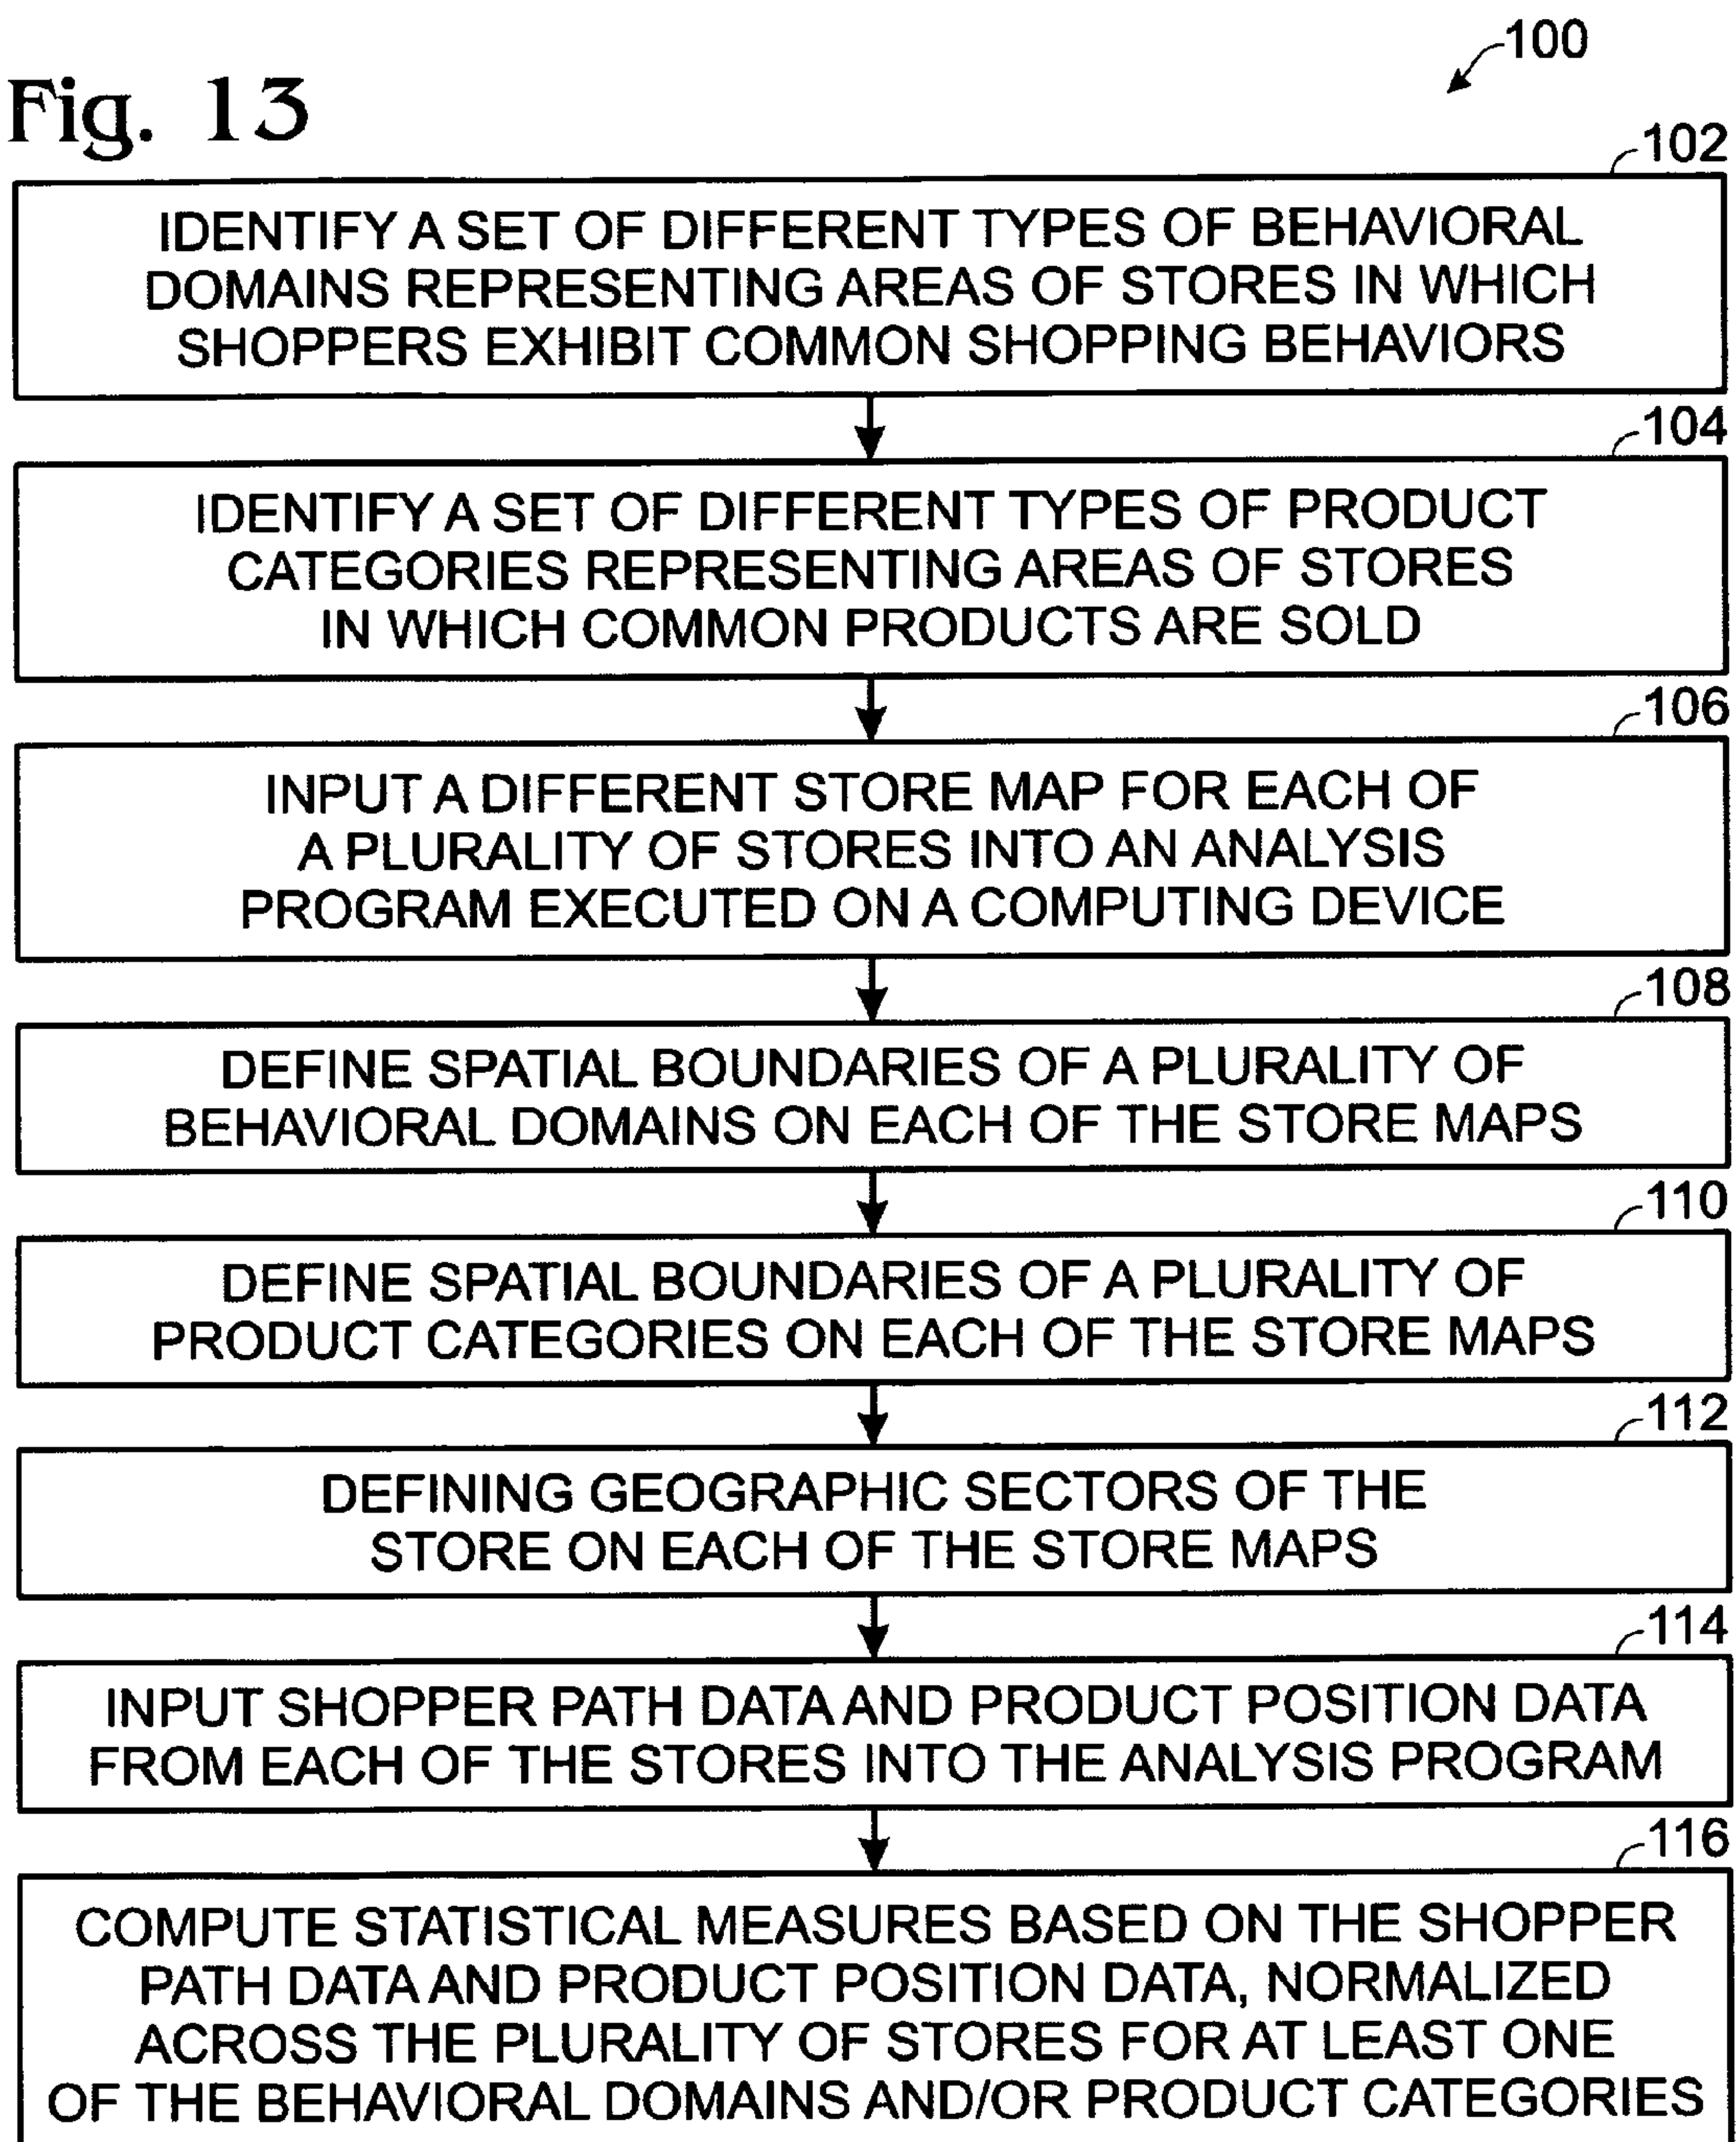 100
Fig. 13
102
IDENTIFY A SET OF DIFFERENT TYPES OF BEHAVIORAL
DOMAINS REPRESENTING AREAS OF STORES IN WHICH
SHOPPERS EXHIBIT COMMON SHOPPING BEHAVIORS
104
IDENTIFY A SET OF DIFFERENT TYPES OF PRODUCT
CATEGORIES REPRESENTING AREAS OF STORES
IN WHICH COMMON PRODUCTS ARE SOLD
106
INPUT A DIFFERENT STORE MAP FOR EACH OF
A PLURALITY OF STORES INTO AN ANALYSIS
PROGRAM EXECUTED ON A COMPUTING DEVICE
108
DEFINE SPATIAL BOUNDARIES OF A PLURALITY OF
BEHAVIORAL DOMAINS ON EACH OF THE STORE MAPS
110
DEFINE SPATIAL BOUNDARIES OF A PLURALITY OF
PRODUCT CATEGORIES ON EACH OF THE STORE MAPS
112
DEFINING GEOGRAPHIC SECTORS OF THE
STORE ON EACH OF THE STORE MAPS
114
INPUT SHOPPER PATH DATA AND PRODUCT POSITION DATA
FROM EACH OF THE STORES INTO THE ANALYSIS PROGRAM
116
COMPUTE STATISTICAL MEASURES BASED ON THE SHOPPER
PATH DATA AND PRODUCT POSITION DATA, NORMALIZED
ACROSS THE PLURALITY OF STORES FOR AT LEAST ONE
OF THE BEHAVIORAL DOMAINS AND/OR PRODUCT CATEGORIES